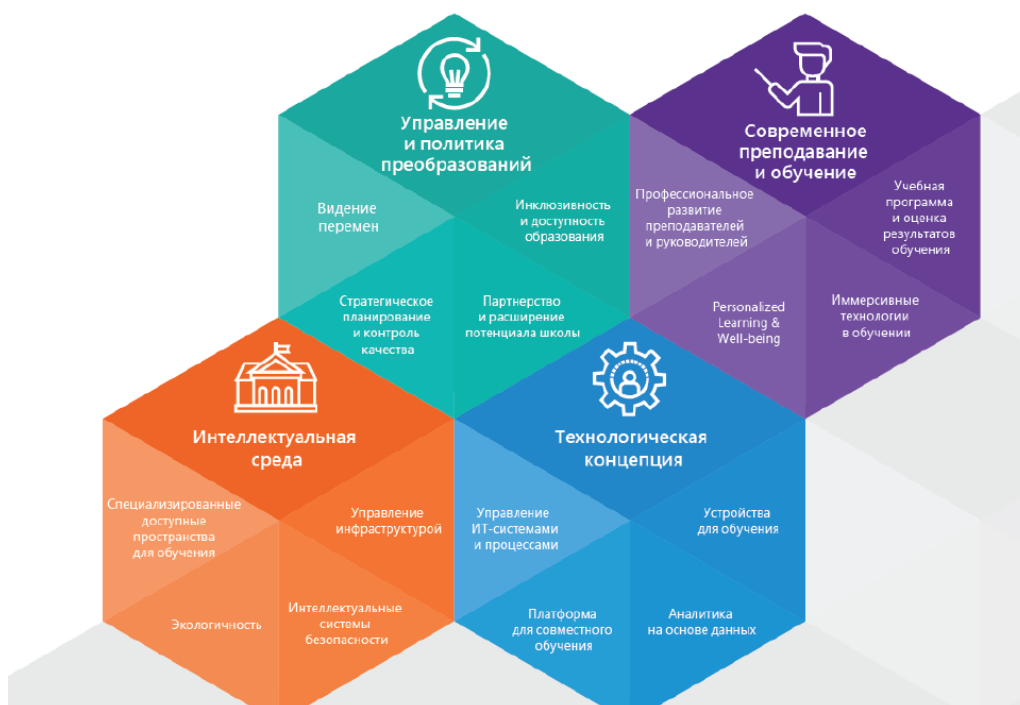 Управление
и политика
преобразований
Видение
перемен
Инклюзивность
и доступность
образования
Стратегическое
планирование
и контроль
качества
Партнерство
и расширение
потенциала школы
Современное
преподавание
и обучение
Профессиональное
развитие
преподавателей
и руководителей
Учебная
программа
и оценка
результатов
обучения
Personalized
Learning &
Well-being
Иммерсивные
технологии
в обучении
Интеллектуальная
среда
Специализированные
доступные
пространства
для обучения
Управление
инфраструктурой
Экологичность
Интеллектуальные
системы
безопасности
Технологическая
концепция
Управление
ИТ-системами
и процессами
Устройства
для обучения
Платформа
для совместного
обучения
Аналитика
на основе данных